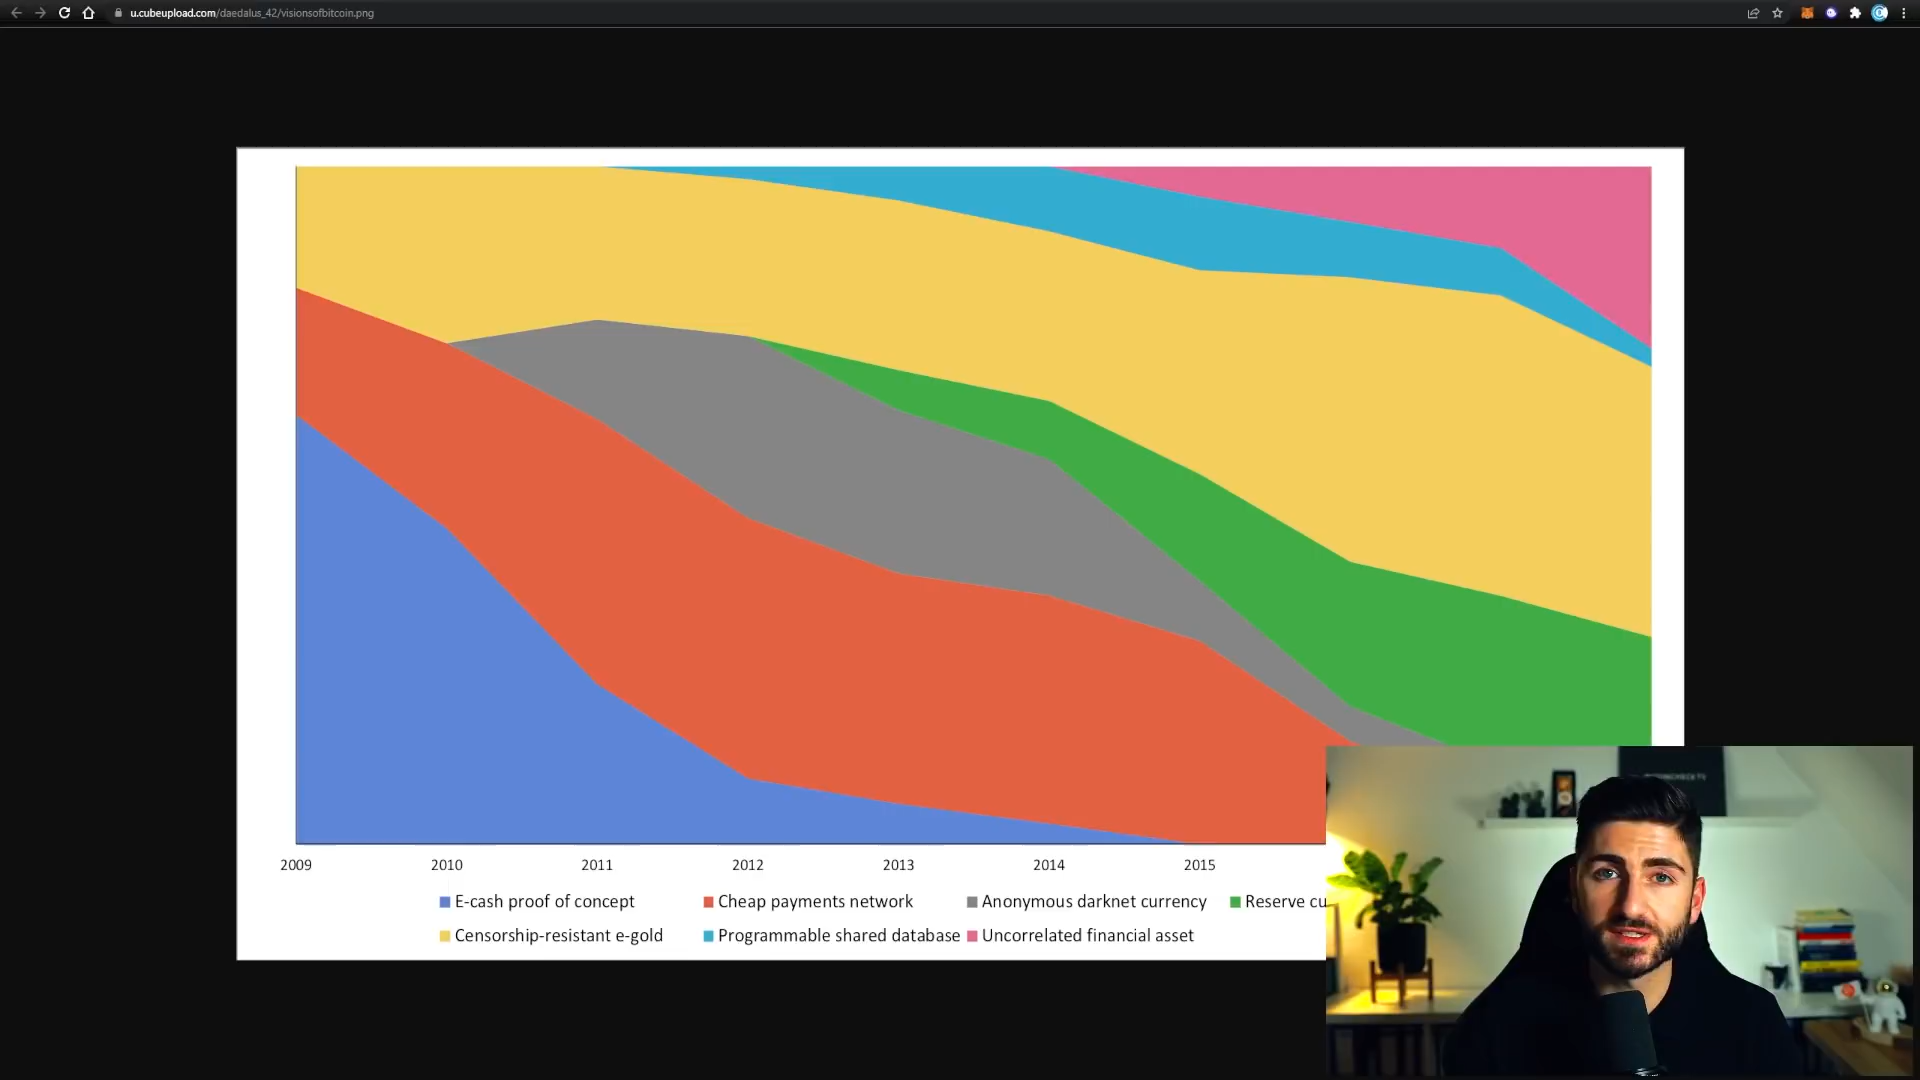 u.cubeupload.com/daedalus_42/visionsofbitcoin.png
2009 2010 2011 2012 2013 2014 2015
E-cash proof of concept Cheap payments network Anonymous darknet currency Reserve cu
Censorship-resistant e-gold Programmable shared database Uncorrelated financial asset